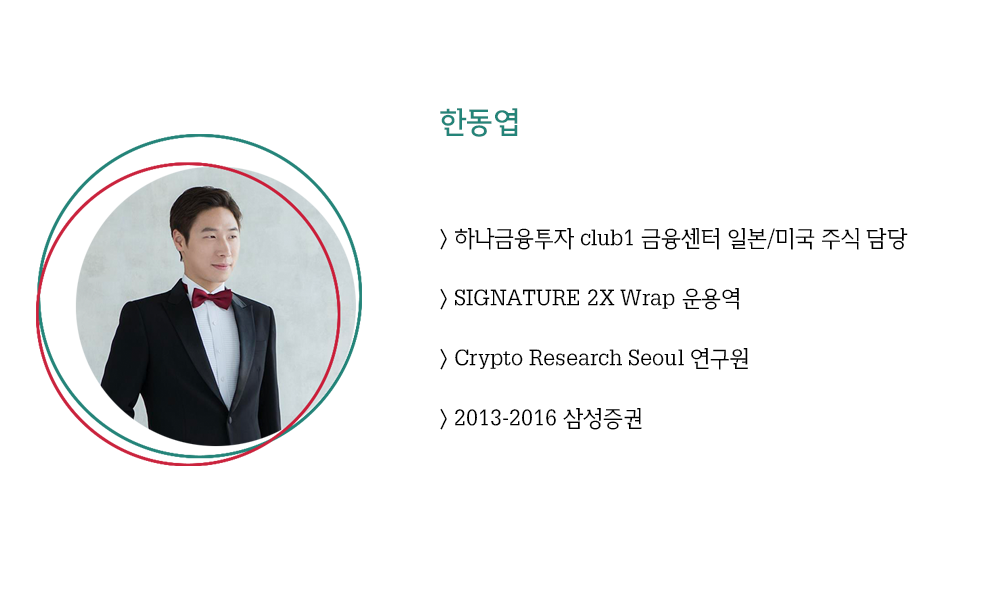 한동엽
> 하나금융투자 club1 금융센터 일본/미국 주식 담당
> SIGNATURE 2X Wrap 운용역
> Crypto Research Seoul 연구원
> 2013-2016 삼성증권